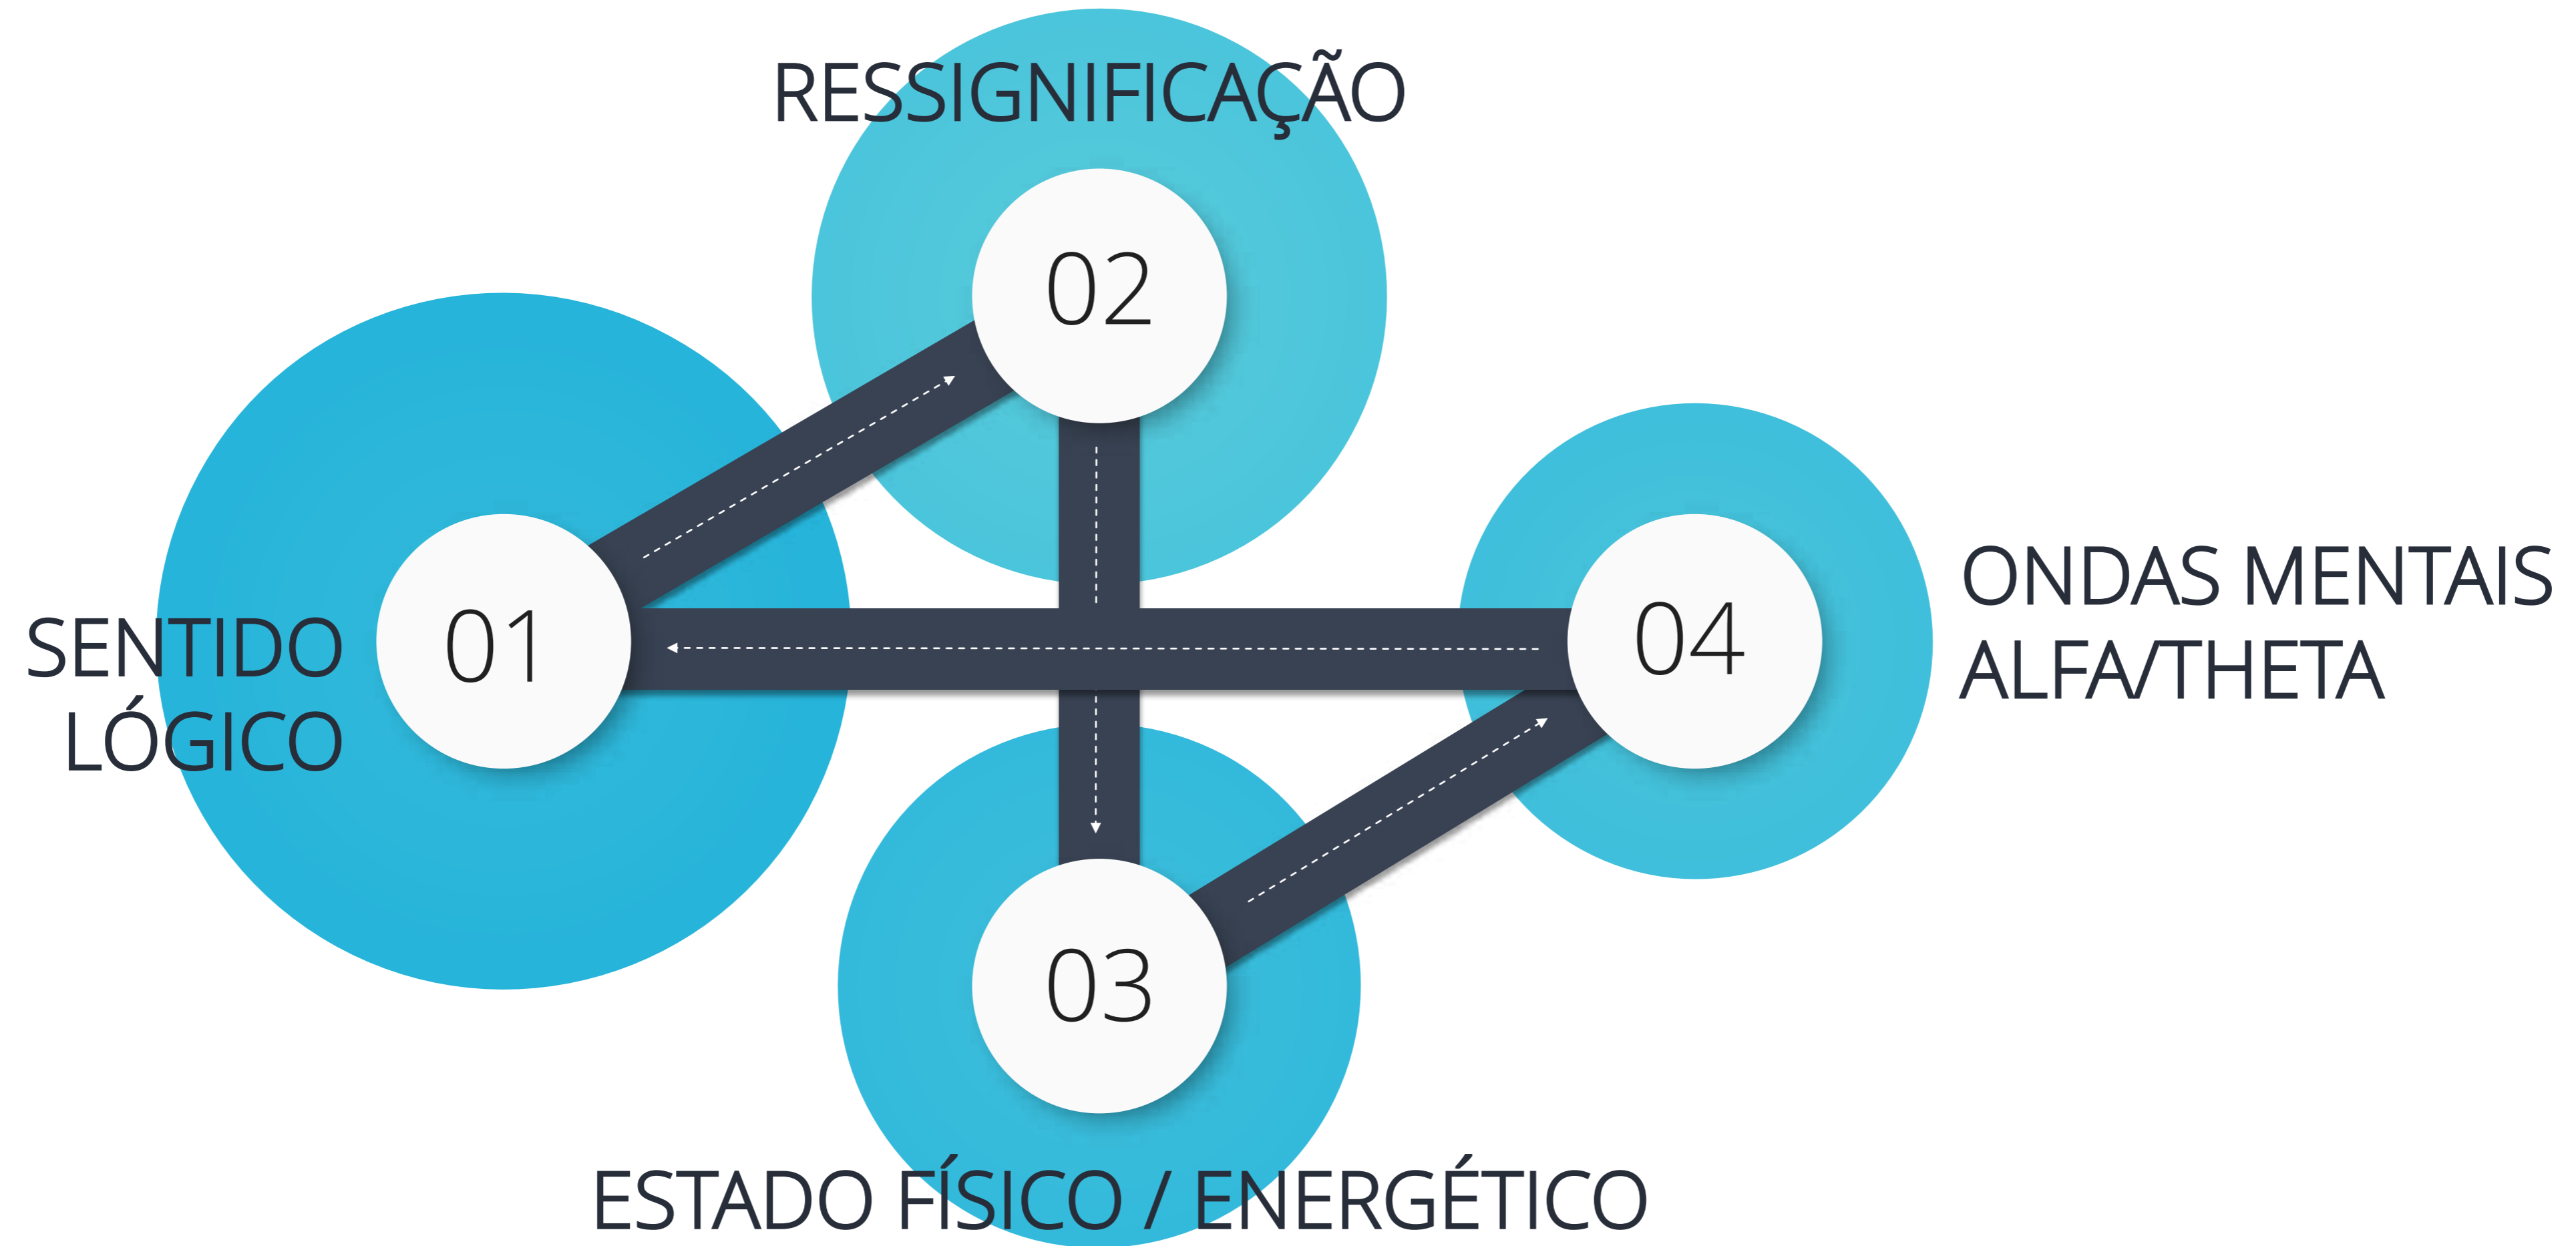 RESSIGNIFICAÇÃO
02
SENTIDO
LÓGICO
01
04
ONDAS MENTAIS
ALFA/THETA
03
ESTADO FÍSICO / ENERGÉTICO